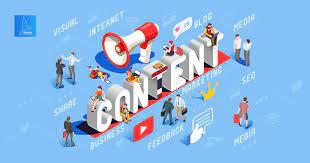 VISUAL
INTERNET
BLOG
MEDIA
CONTENT
MARKETING
SEO
SHARE
BUSINESS
FEEDBACK
MEDIA